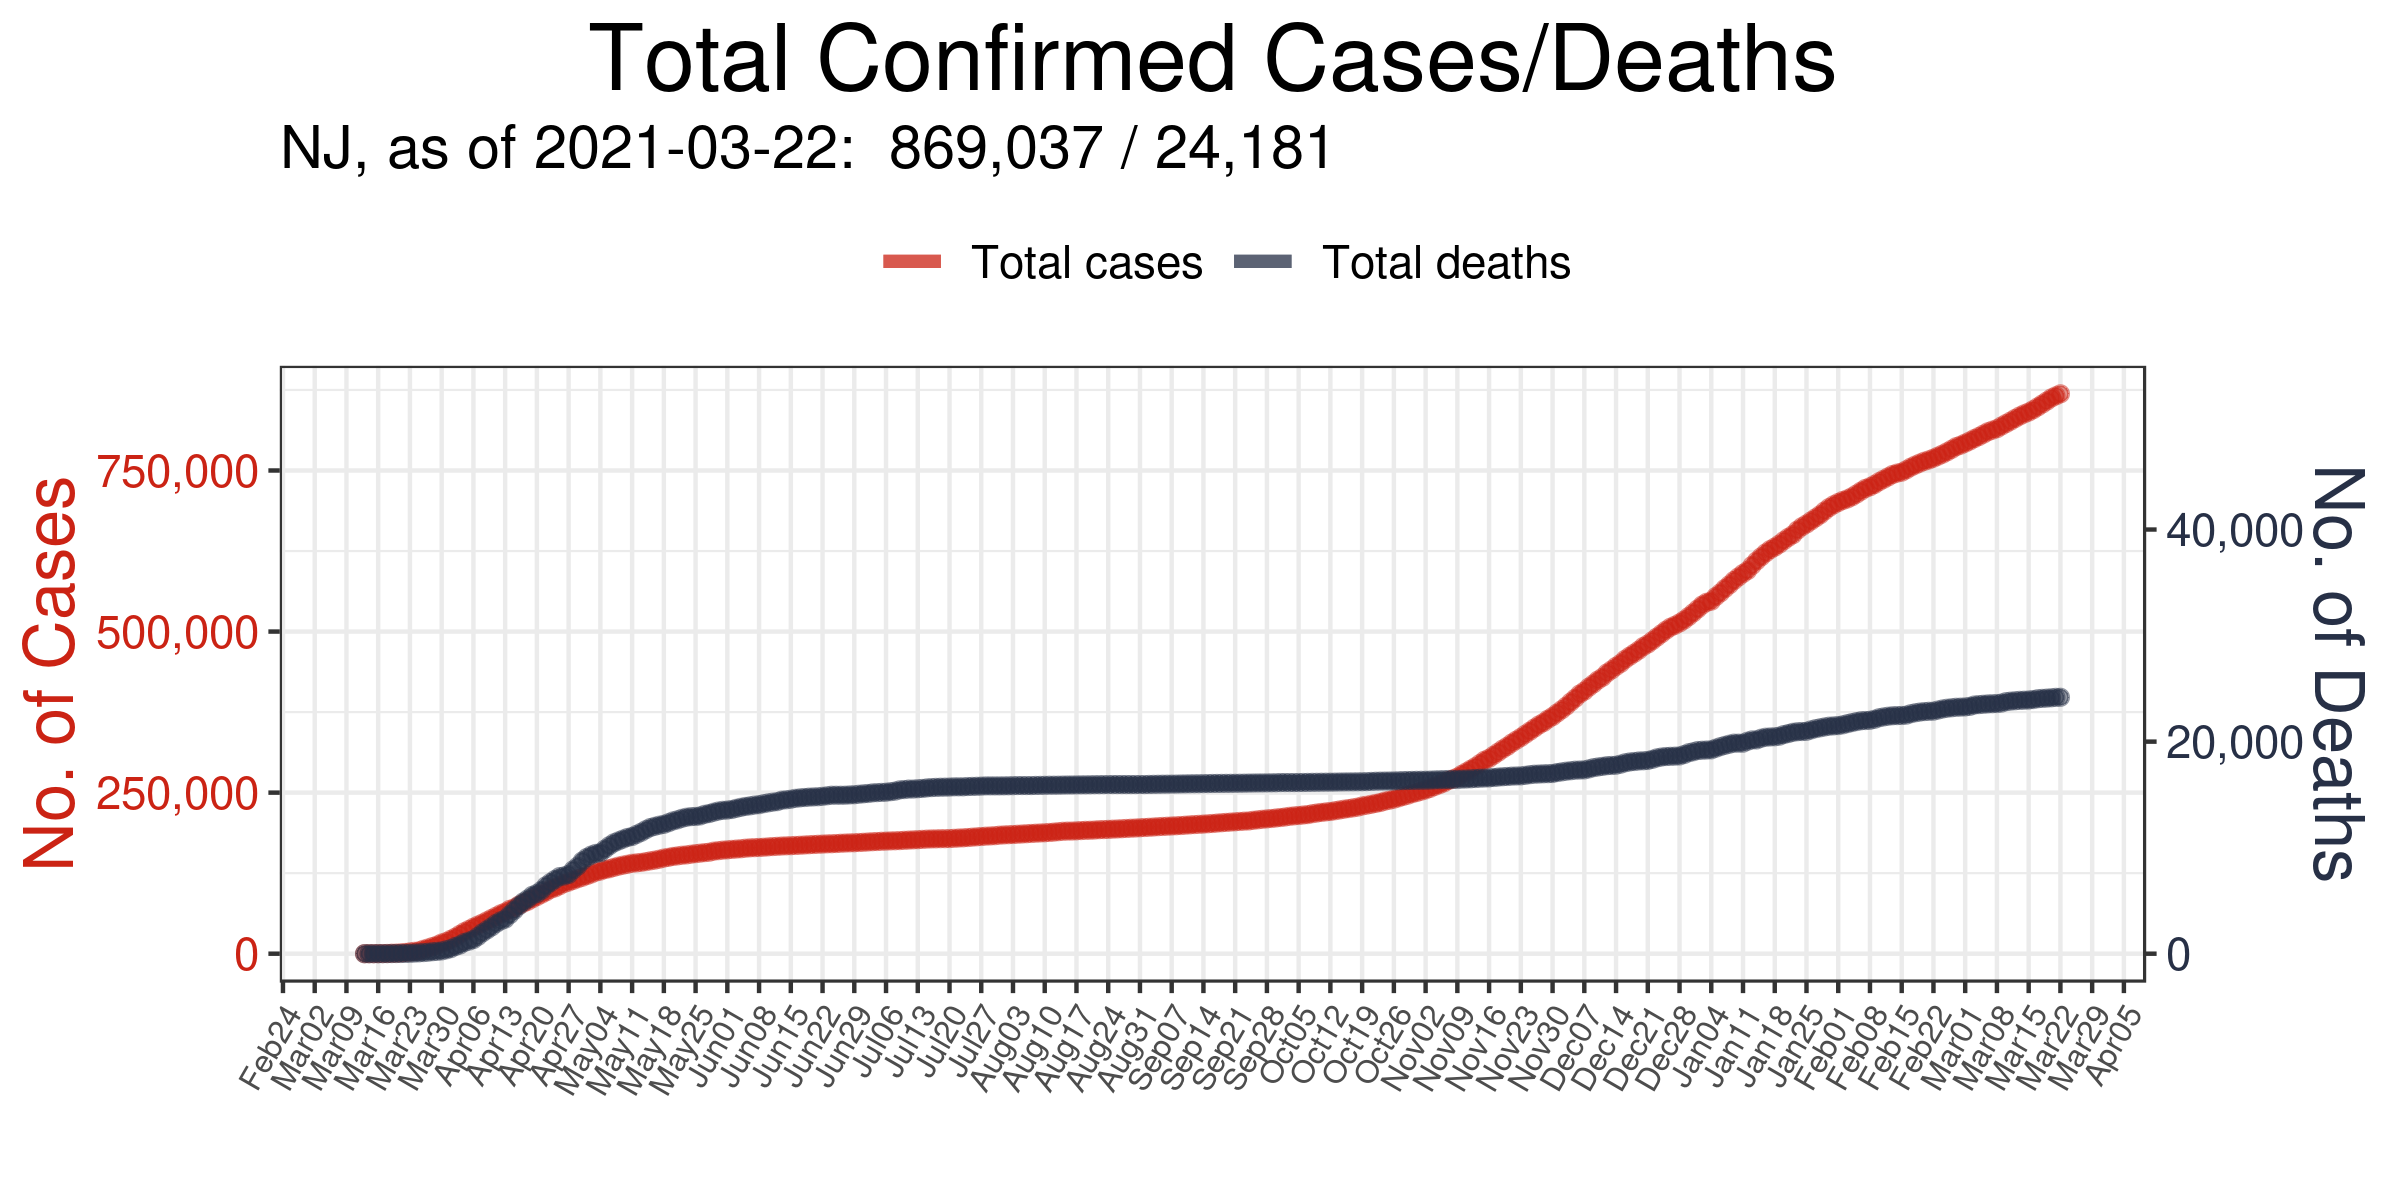 Total Confirmed Cases/Deaths
NJ, as of 2021-03-22:  869,037 / 24,181
Total cases
Total deaths
No. of Cases
750,000
500,000
250,000
0
40,000
20,000
0
No. of Deaths
Feb24
Mar02
Mar09
Mar16
Mar23
Mar30
Apr06
Apr13
Apr20
Apr27
May04
May11
May18
May25
Jun01
Jun08
Jun15
Jun22
Jun29
Jul06
Jul13
Jul20
Jul27
Aug03
Aug10
Aug17
Aug24
Aug31
Sep07
Sep14
Sep21
Sep28
Oct05
Oct12
Oct19
Oct26
Nov02
Nov09
Nov16
Nov23
Nov30
Dec07
Dec14
Dec21
Dec28
Jan04
Jan11
Jan18
Jan25
Feb01
Feb08
Feb15
Feb22
Mar01
Mar08
Mar15
Mar22
Mar29
Apr05